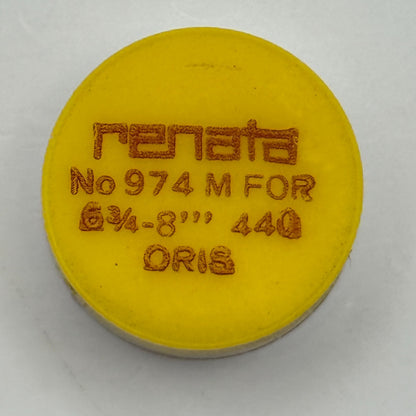 renata
No 974 M FOR
6¾-8''' 440
ORIS